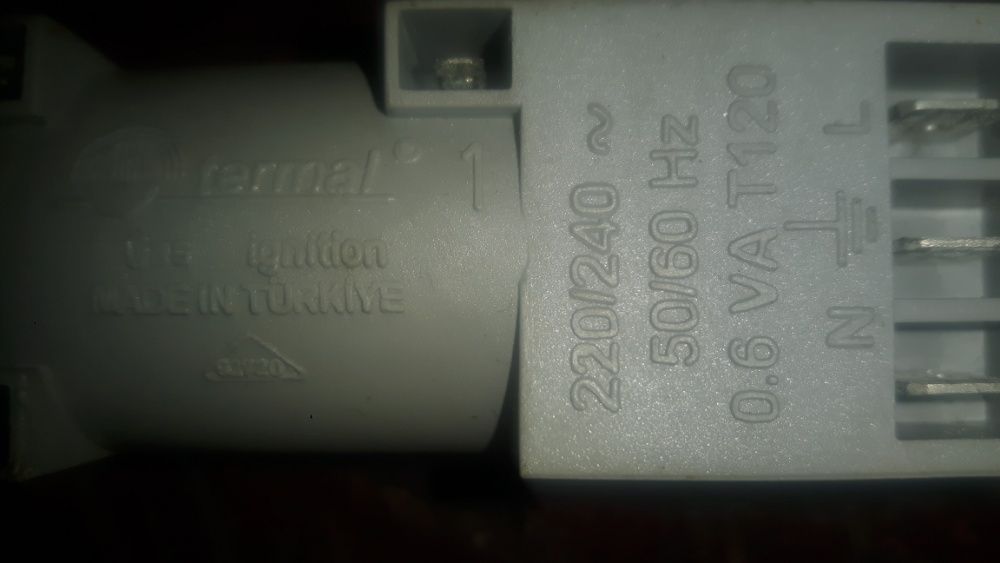 termal
1
ignition
MADE IN TÜRKİYE
220/240 ~
50/60 Hz
0.6 VA T120
N L